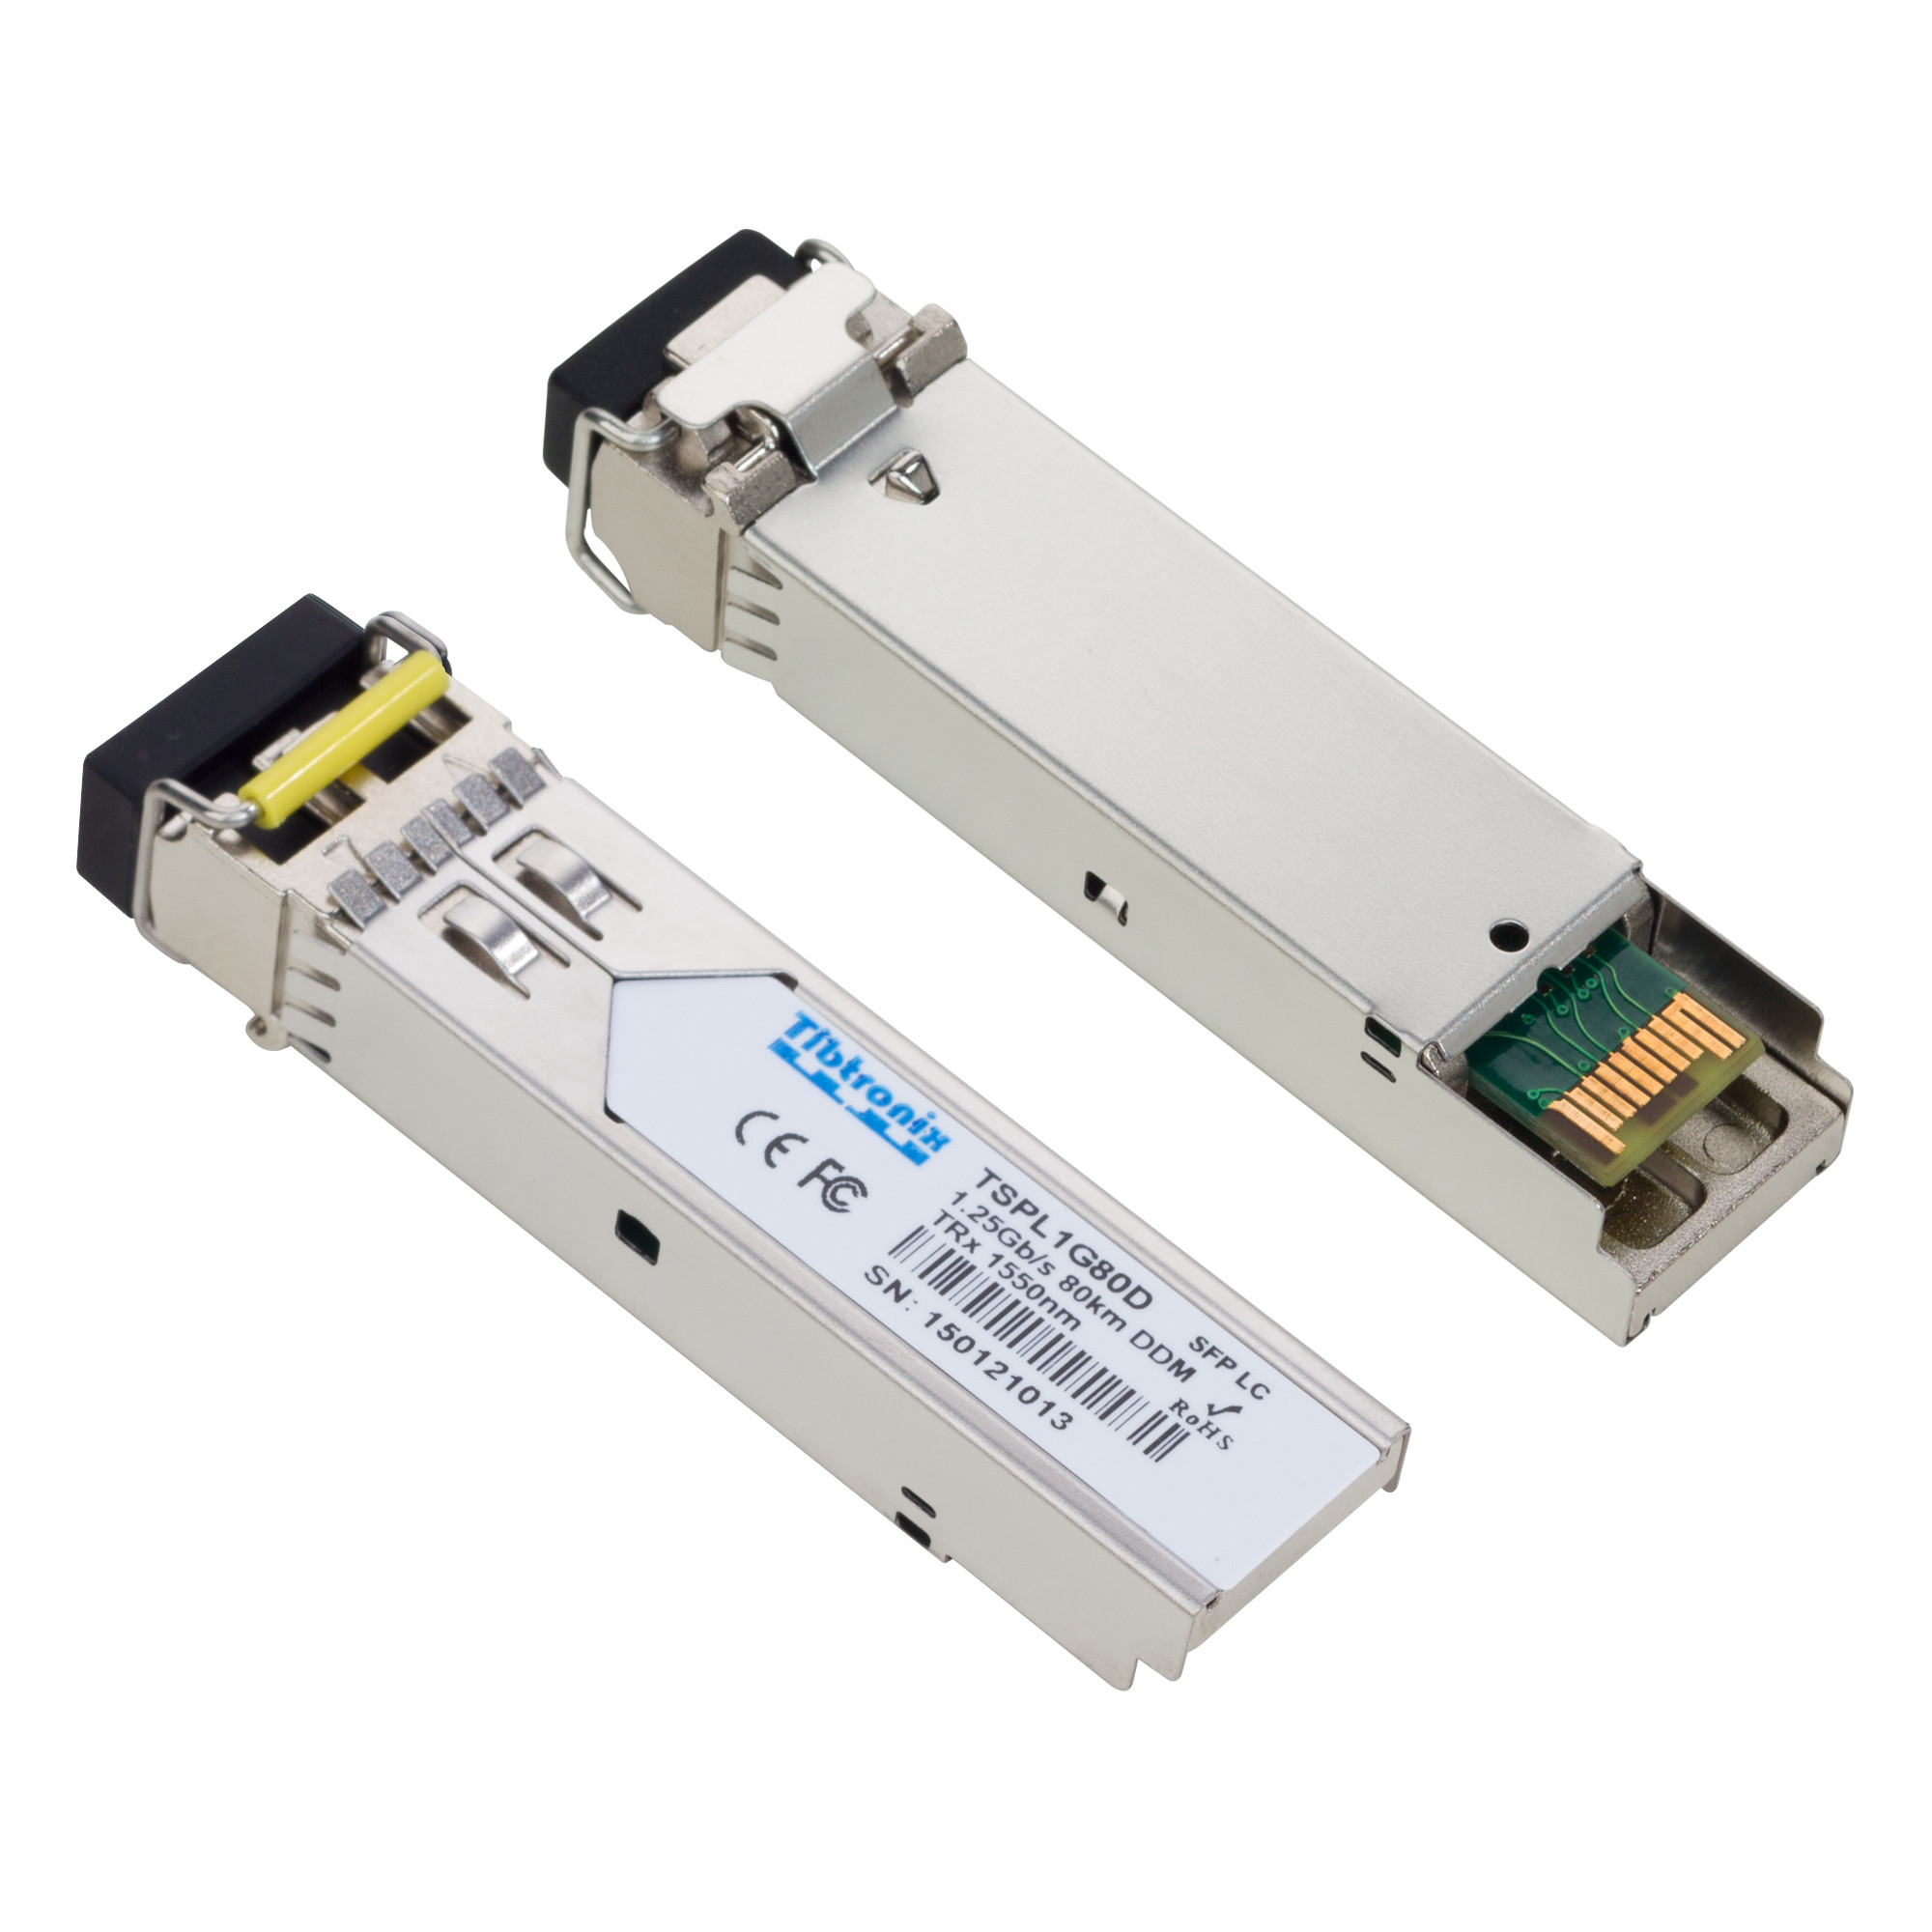 Tibtronix
CE FC
TSPL1G80D
SFP LC
1.25Gb/s 80km DDM
TRx 1550nm
RoHS
SN: 150121013